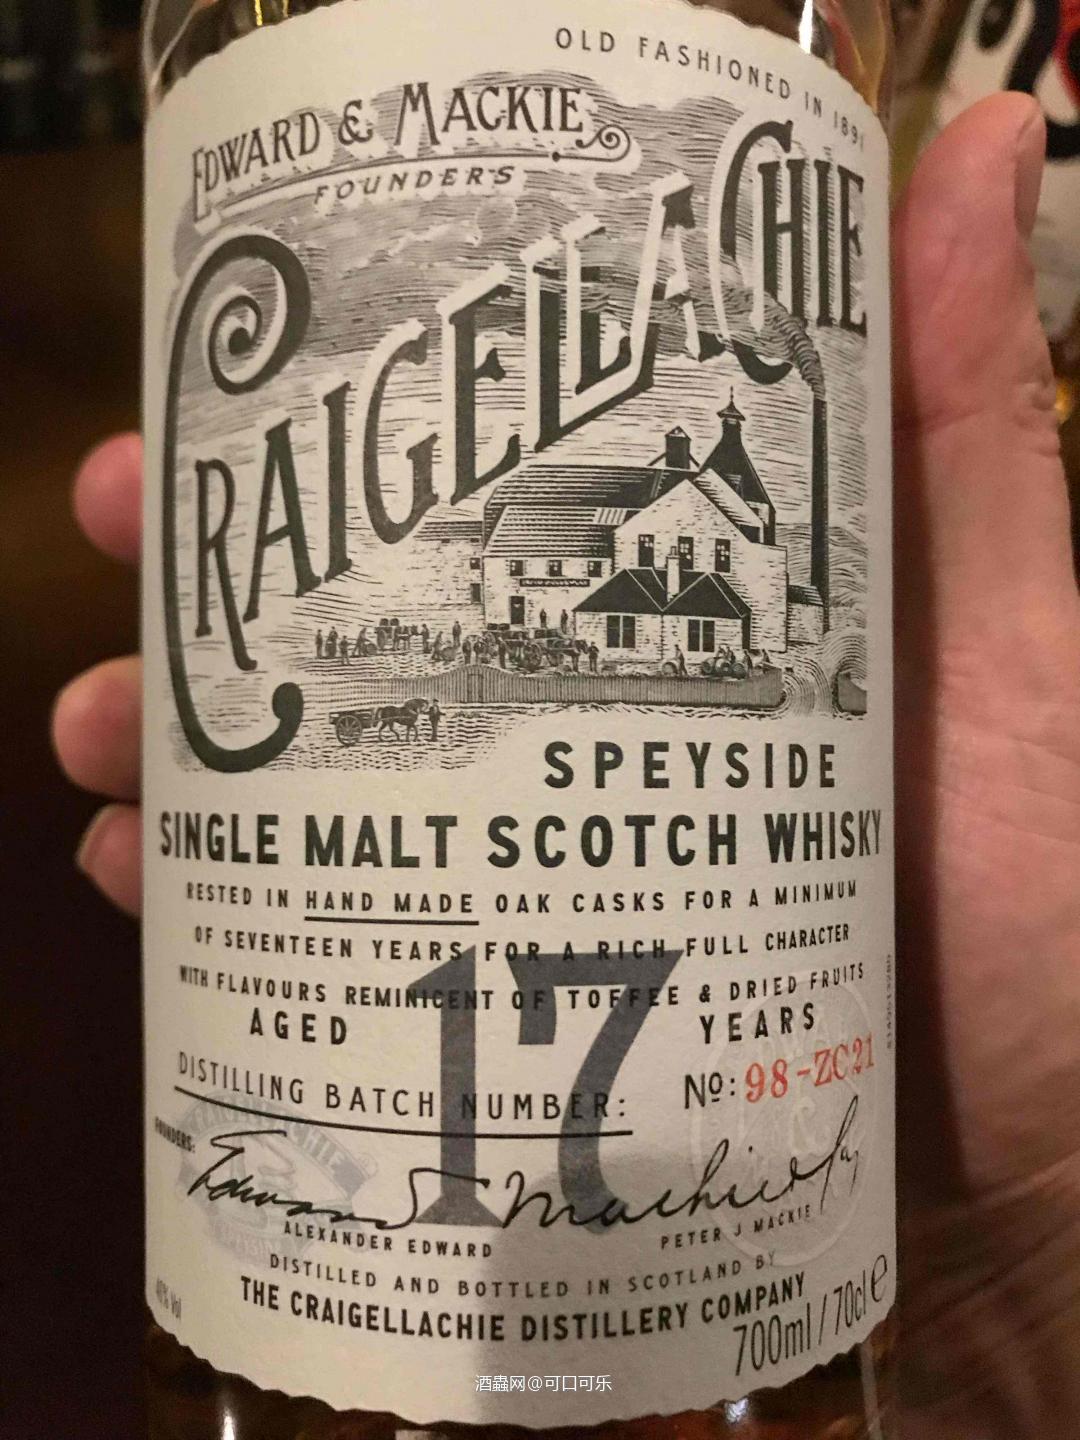 OLD FASHIONED IN 1891
EDWARD & MACKIE
FOUNDERS
CRAIGELLACHIE
SPEYSIDE
SINGLE MALT SCOTCH WHISKY
RESTED IN HAND MADE OAK CASKS FOR A MINIMUM
OF SEVENTEEN YEARS FOR A RICH FULL CHARACTER
WITH FLAVOURS REMINICENT OF TOFFEE & DRIED FRUITS
AGED 17 YEARS
DISTILLING BATCH NUMBER: Nº: 98-ZC21
FOUNDERS:
Edward Mackie
ALEXANDER EDWARD PETER J MACKIE
DISTILLED AND BOTTLED IN SCOTLAND BY
THE CRAIGELLACHIE DISTILLERY COMPANY
% Vol
700ml / 70cl e
酒蟲网@可口可乐